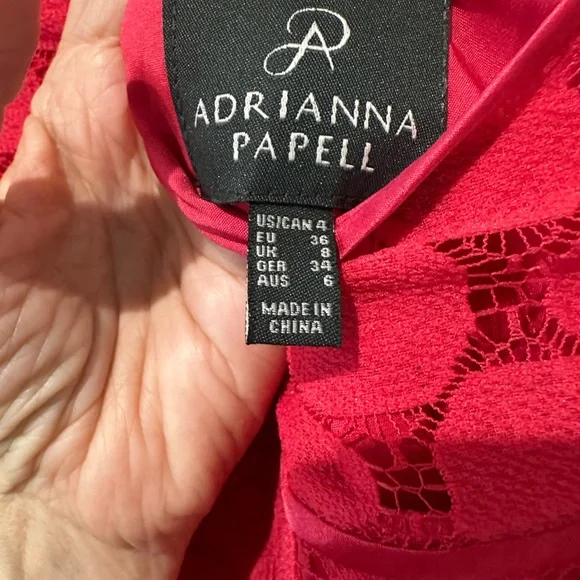 AP
ADRIANNA
PAPELL
US/CAN 4
EU 36
UK 8
GER 34
AUS 6
MADE IN
CHINA